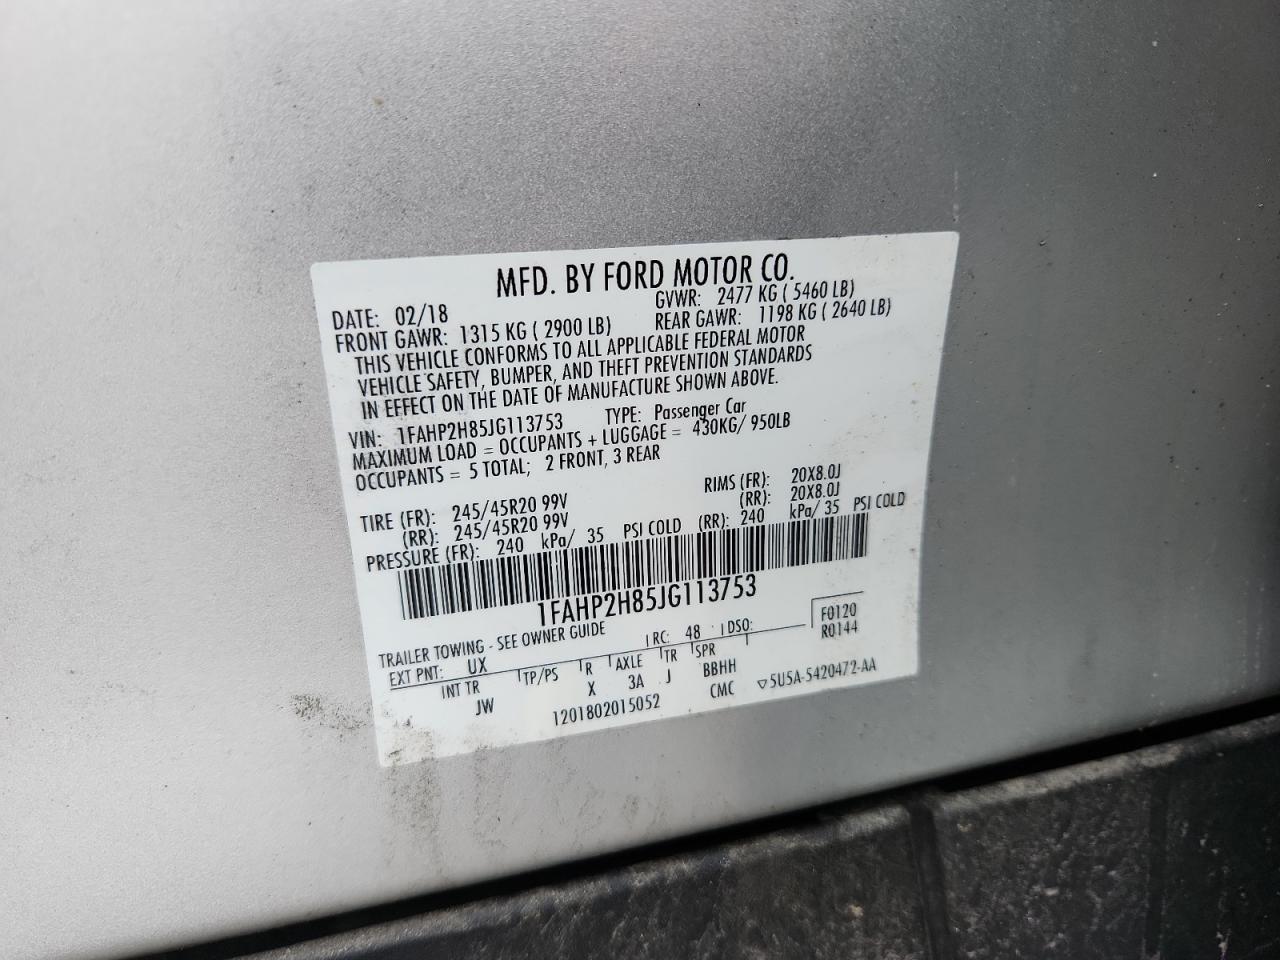 MFD. BY FORD MOTOR CO.
DATE: 02/18 GVWR: 2477 KG ( 5460 LB)
FRONT GAWR: 1315 KG ( 2900 LB) REAR GAWR: 1198 KG ( 2640 LB)
THIS VEHICLE CONFORMS TO ALL APPLICABLE FEDERAL MOTOR
VEHICLE SAFETY, BUMPER, AND THEFT PREVENTION STANDARDS
IN EFFECT ON THE DATE OF MANUFACTURE SHOWN ABOVE.
VIN: 1FAHP2H85JG113753 TYPE: Passenger Car
MAXIMUM LOAD = OCCUPANTS + LUGGAGE = 430KG/ 950LB
OCCUPANTS = 5 TOTAL; 2 FRONT, 3 REAR
TIRE (FR): 245/45R20 99V RIMS (FR): 20X8.0J
(RR): 245/45R20 99V (RR): 20X8.0J
PRESSURE (FR): 240 kPa/ 35 PSI COLD (RR): 240 kPa/ 35 PSI COLD
1FAHP2H85JG113753
TRAILER TOWING - SEE OWNER GUIDE
EXT PNT: UX RC: 48 DSO: F0120
R0144
INT TR TP/PS R AXLE TR SPR
JW X 3A J BBHH
1201802015052 CMC ▽5U5A-5420472-AA